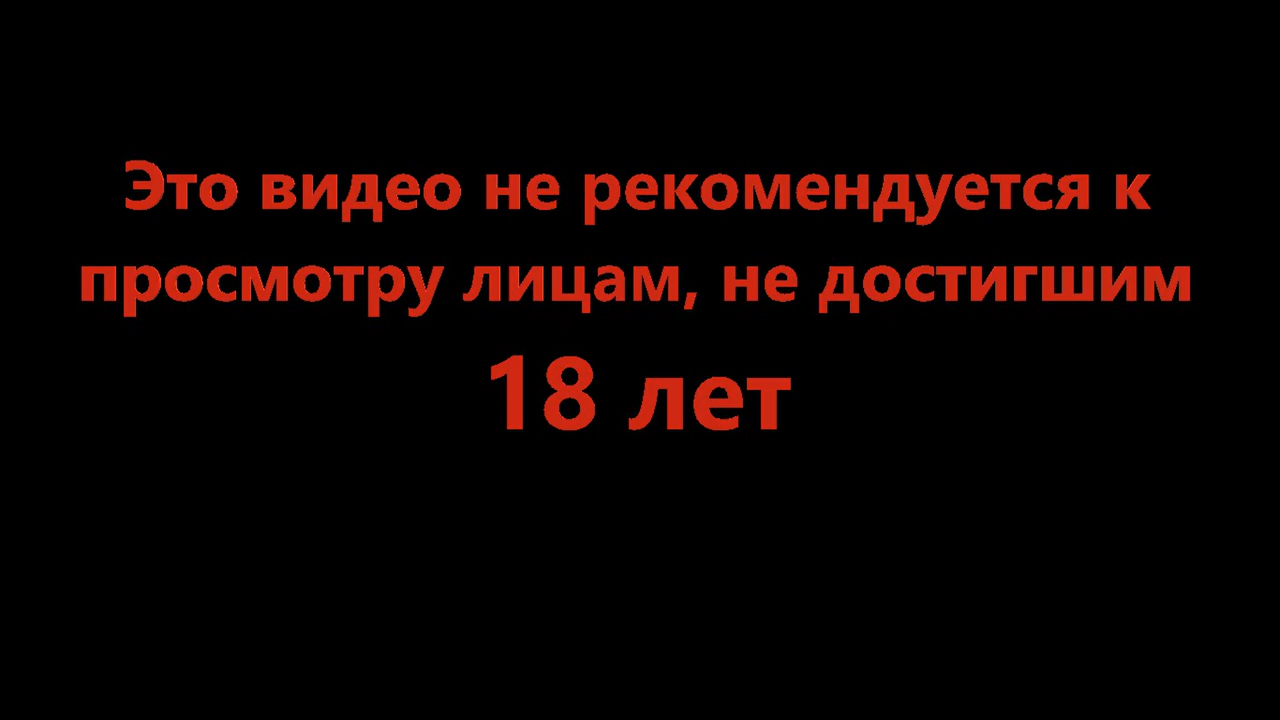 Это видео не рекомендуется к
просмотру лицам, не достигшим
18 лет